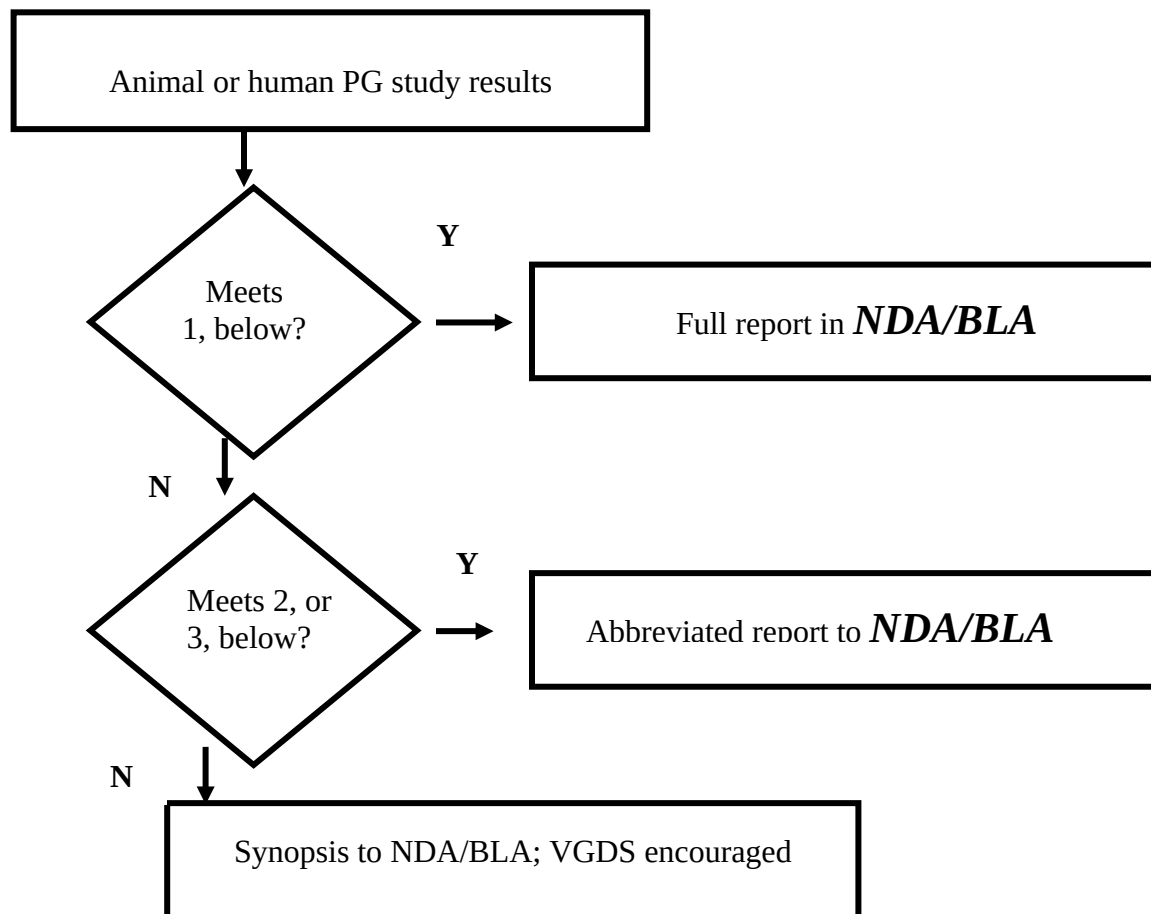 Animal or human PG study results
Y
Meets
1, below?
Full report in NDA/BLA
N
Y
Meets 2, or
3, below?
Abbreviated report to NDA/BLA
N
Synopsis to NDA/BLA; VGDS encouraged